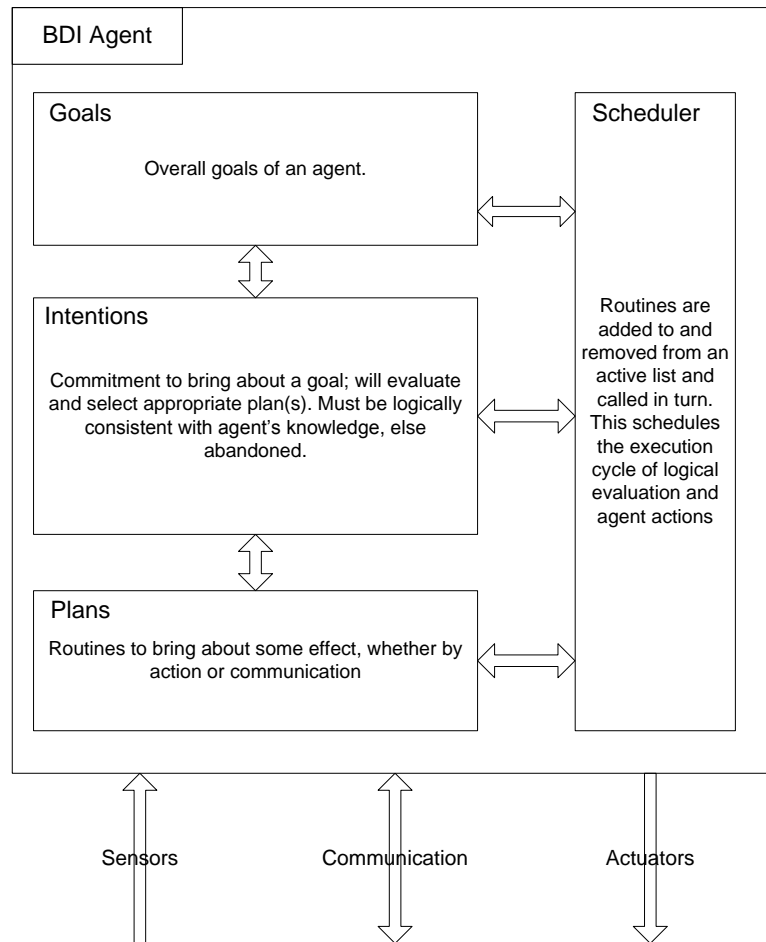 BDI Agent
Goals
Overall goals of an agent.
Scheduler
Routines are
added to and
removed from an
active list and
called in turn.
This schedules
the execution
cycle of logical
evaluation and
agent actions
Intentions
Commitment to bring about a goal; will evaluate
and select appropriate plan(s). Must be logically
consistent with agent's knowledge, else
abandoned.
Plans
Routines to bring about some effect, whether by
action or communication
Sensors
Communication
Actuators